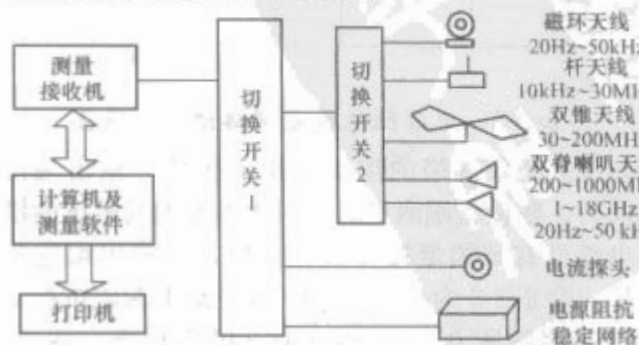 测量
接收机
计算机及
测量软件
打印机
切换开关1
切换开关2
磁环天线
20Hz~50kHz
杆天线
10kHz~30MH
双锥天线
30~200MHz
双脊喇叭天
200~1000MH
1~18GHz
20Hz~50 kH
电流探头
电源阻抗
稳定网络